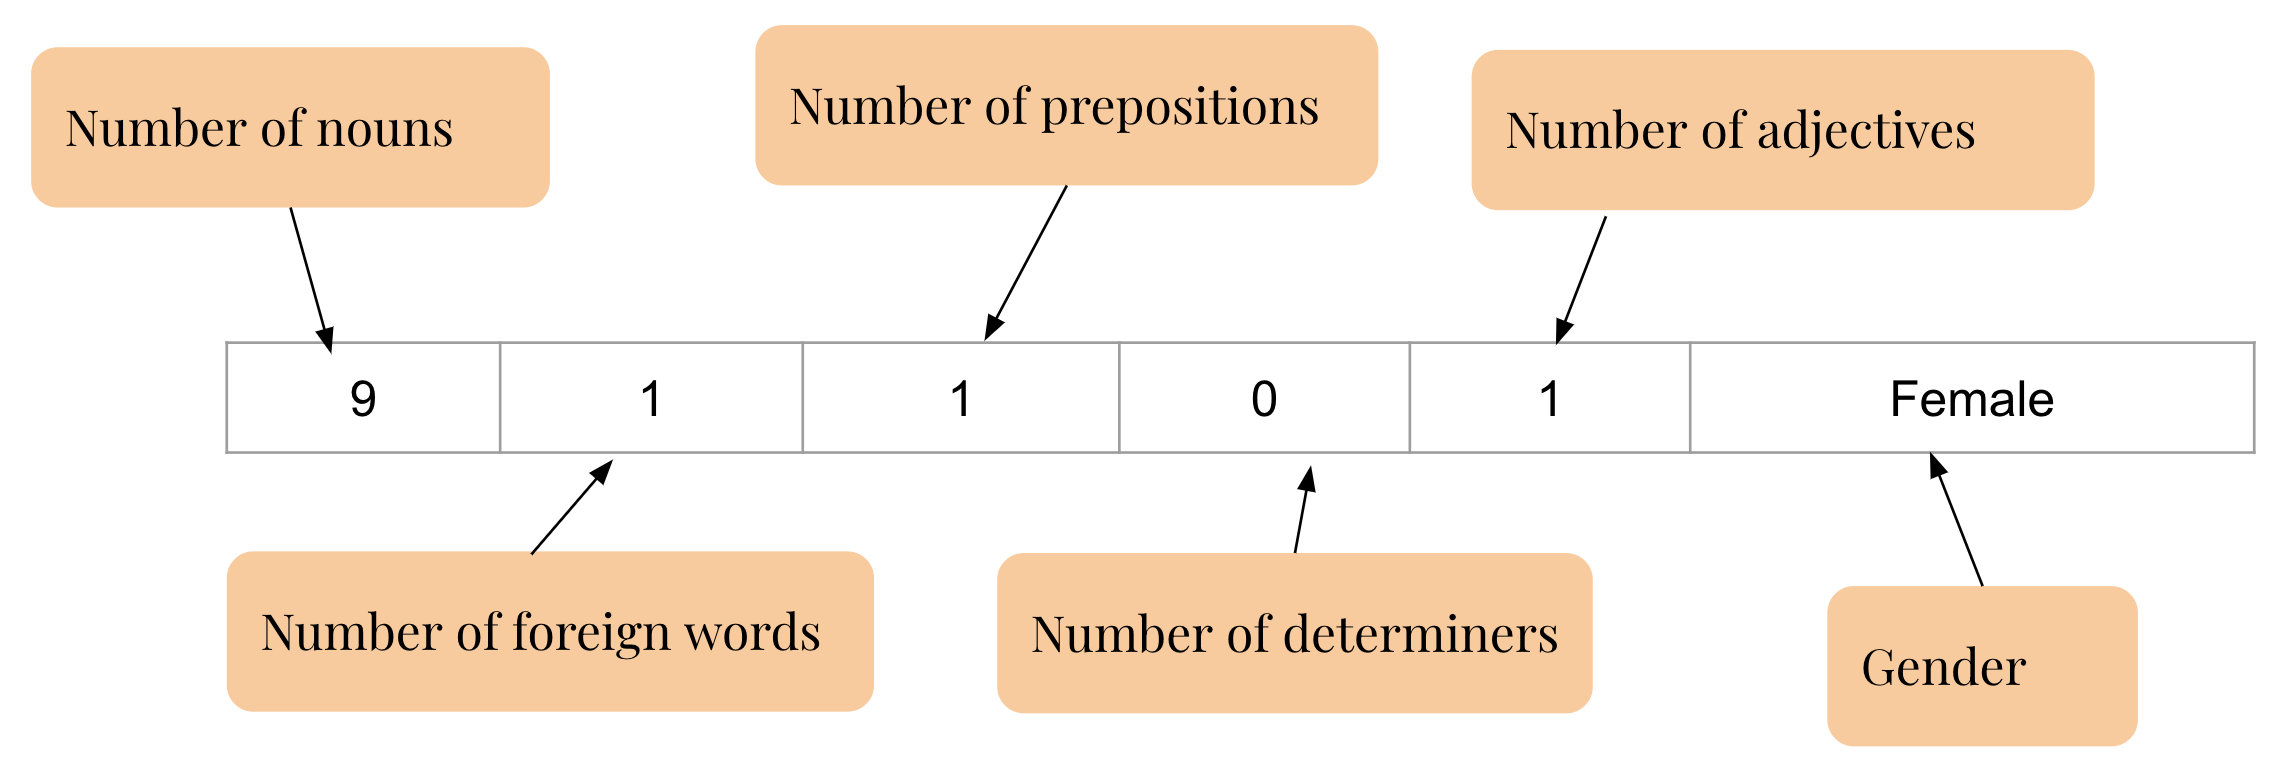 Number of nouns
Number of prepositions
Number of adjectives
9 1 1 0 1 Female
Number of foreign words
Number of determiners
Gender